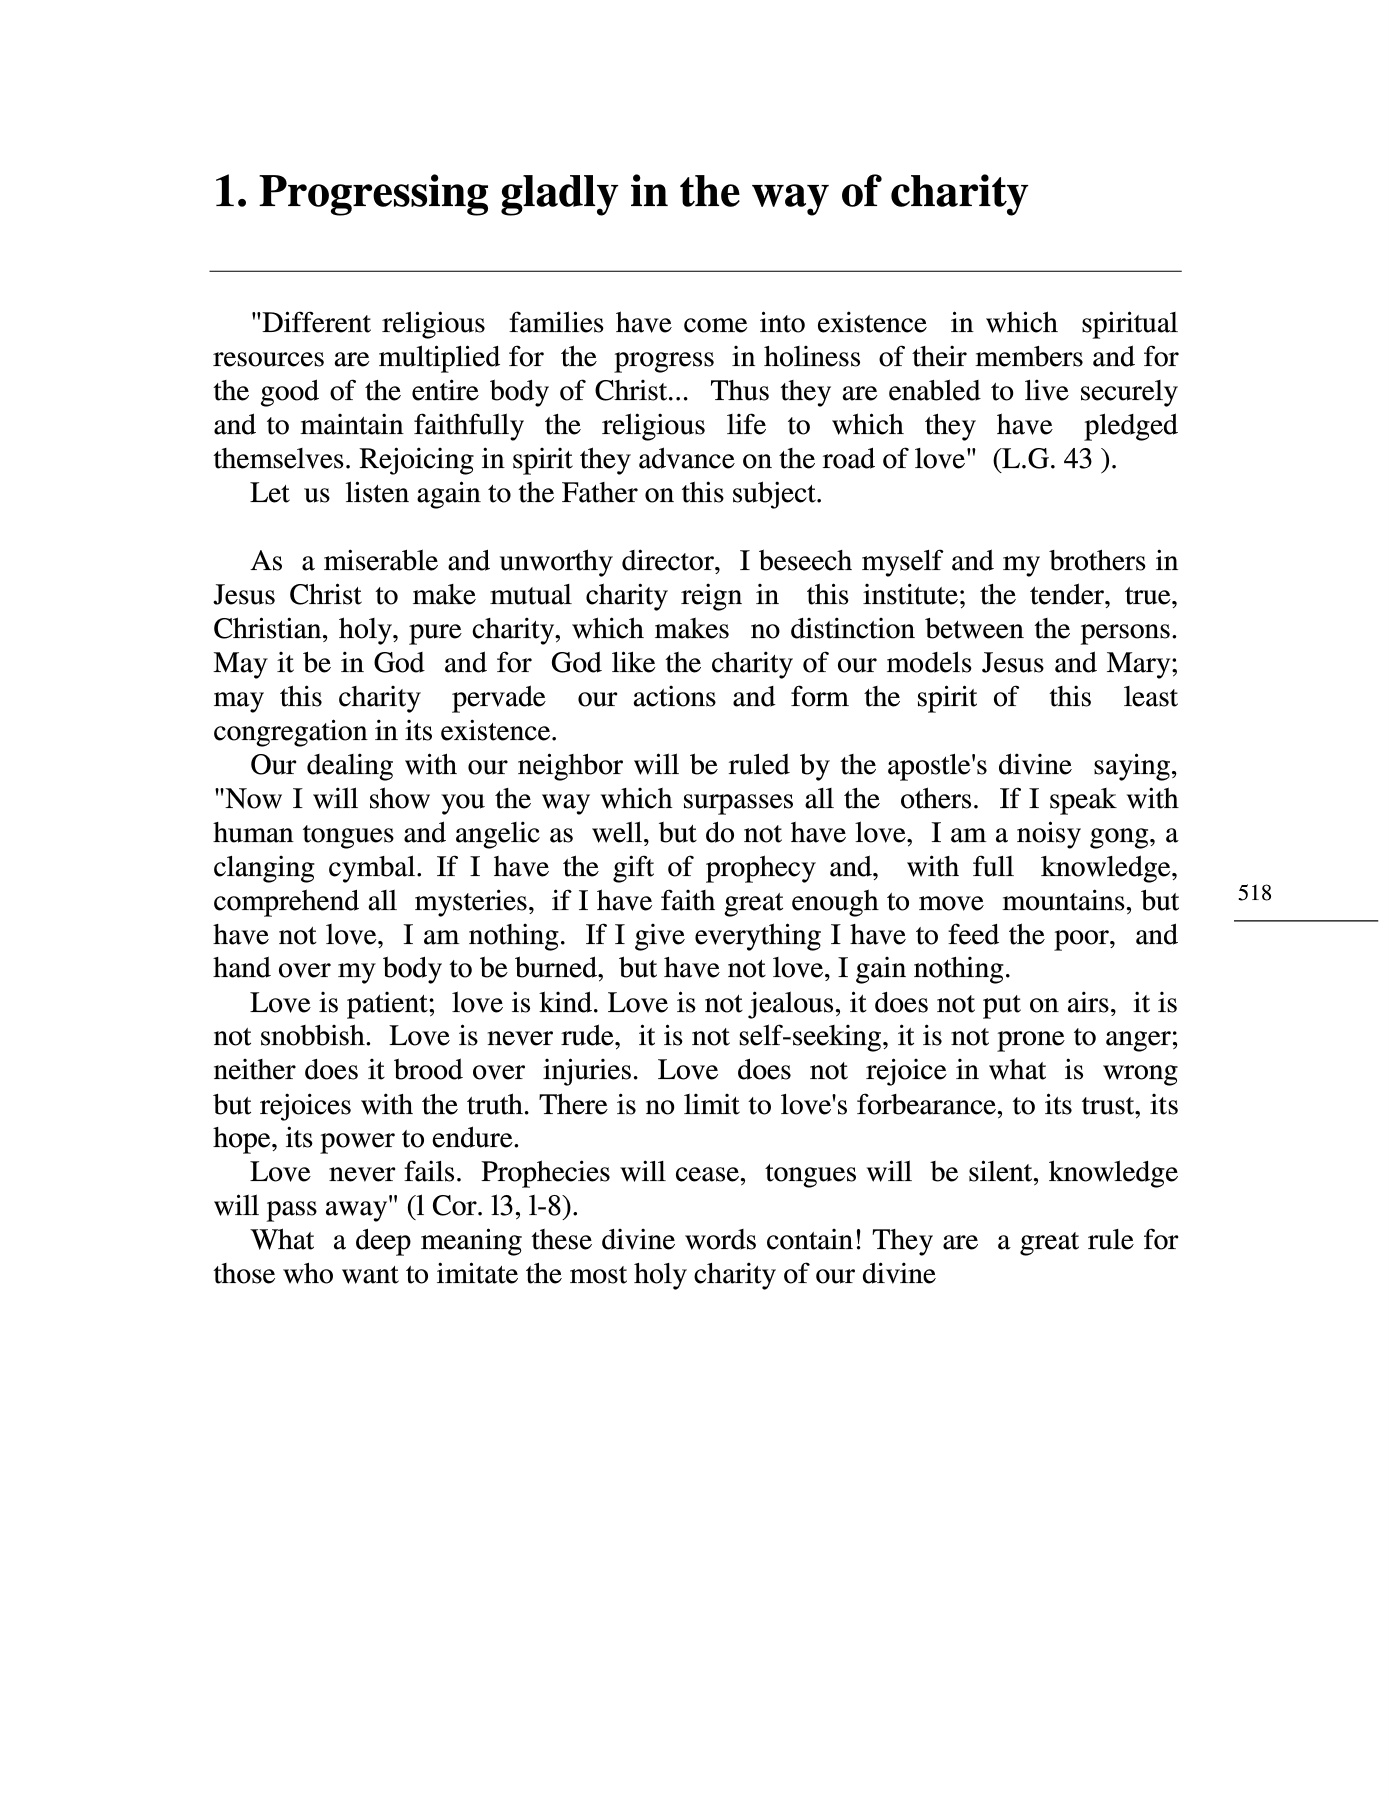 1. Progressing gladly in the way of charity
"Different religious families have come into existence in which spiritual
resources are multiplied for the progress in holiness of their members and for
the good of the entire body of Christ... Thus they are enabled to live securely
and to maintain faithfully the religious life to which they have pledged
themselves. Rejoicing in spirit they advance on the road of love" (L.G. 43 ).
Let us listen again to the Father on this subject.
As a miserable and unworthy director, I beseech myself and my brothers in
Jesus Christ to make mutual charity reign in this institute; the tender, true,
Christian, holy, pure charity, which makes no distinction between the persons.
May it be in God and for God like the charity of our models Jesus and Mary;
may this charity pervade our actions and form the spirit of this least
congregation in its existence.
Our dealing with our neighbor will be ruled by the apostle's divine saying,
"Now I will show you the way which surpasses all the others. If I speak with
human tongues and angelic as well, but do not have love, I am a noisy gong, a
clanging cymbal. If I have the gift of prophecy and, with full knowledge,
comprehend all mysteries, if I have faith great enough to move mountains, but
have not love, I am nothing. If I give everything I have to feed the poor, and
hand over my body to be burned, but have not love, I gain nothing.
Love is patient; love is kind. Love is not jealous, it does not put on airs, it is
not snobbish. Love is never rude, it is not self-seeking, it is not prone to anger;
neither does it brood over injuries. Love does not rejoice in what is wrong
but rejoices with the truth. There is no limit to love's forbearance, to its trust, its
hope, its power to endure.
Love never fails. Prophecies will cease, tongues will be silent, knowledge
will pass away" (l Cor. l3, l-8).
What a deep meaning these divine words contain! They are a great rule for
those who want to imitate the most holy charity of our divine
518